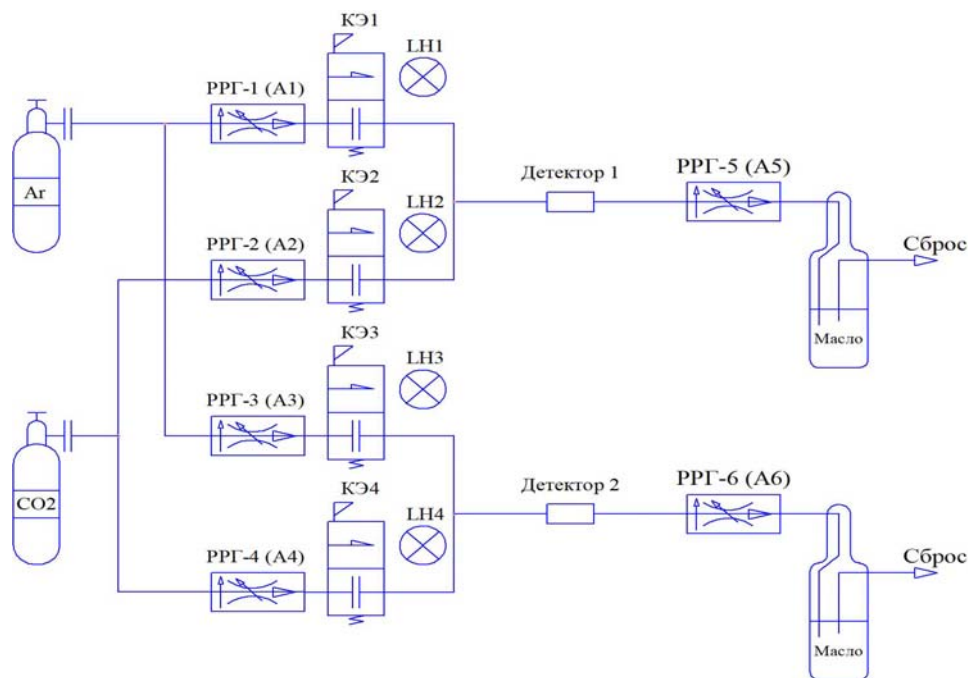 КЭ1
LH1
РРГ-1 (А1)
Ar
КЭ2
LH2
РРГ-2 (А2)
Детектор 1
РРГ-5 (А5)
Сброс
Масло
КЭ3
LH3
РРГ-3 (А3)
CO2
КЭ4
LH4
РРГ-4 (А4)
Детектор 2
РРГ-6 (А6)
Сброс
Масло